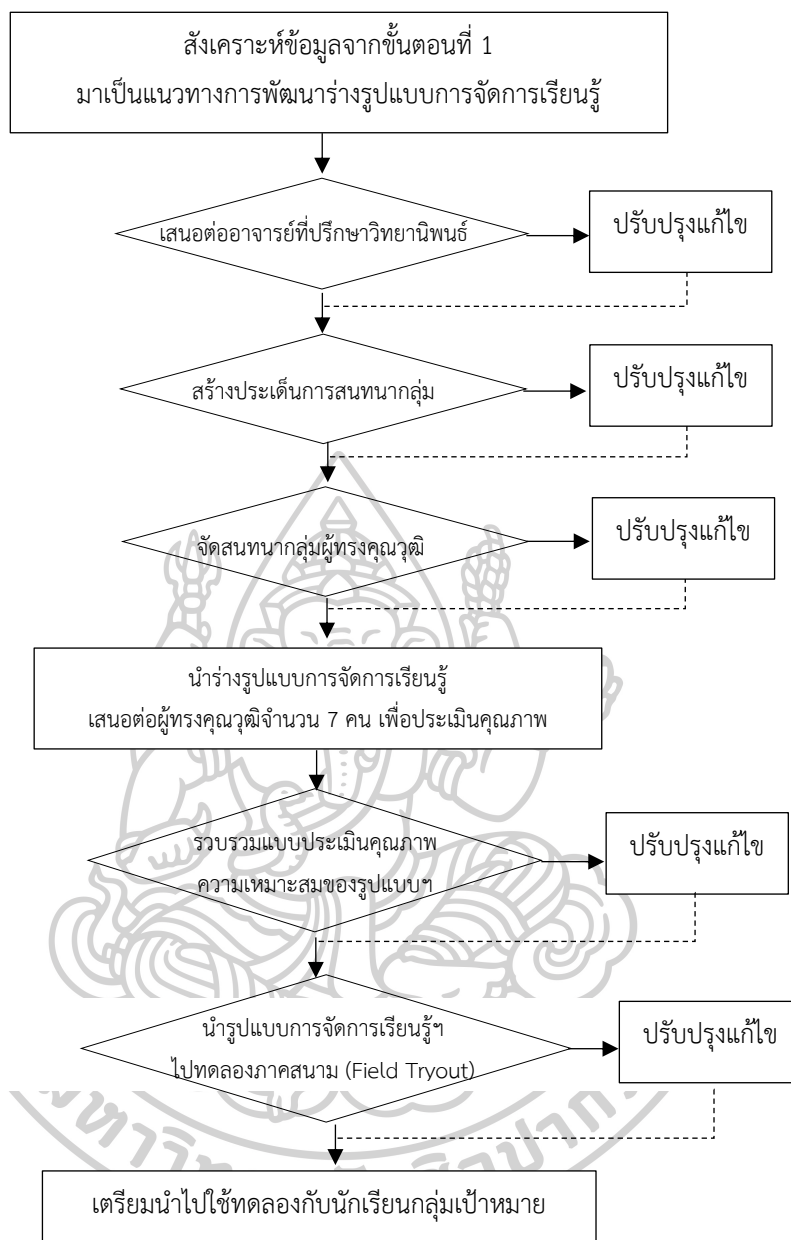 สังเคราะห์ข้อมูลจากขั้นตอนที่ 1
มาเป็นแนวทางการพัฒนาร่างรูปแบบการจัดการเรียนรู้
เสนอต่ออาจารย์ที่ปรึกษาวิทยานิพนธ์
ปรับปรุงแก้ไข
สร้างประเด็นการสนทนากลุ่ม
ปรับปรุงแก้ไข
จัดสนทนากลุ่มผู้ทรงคุณวุฒิ
ปรับปรุงแก้ไข
นำร่างรูปแบบการจัดการเรียนรู้
เสนอต่อผู้ทรงคุณวุฒิจำนวน 7 คน เพื่อประเมินคุณภาพ
รวบรวมแบบประเมินคุณภาพ
ความเหมาะสมของรูปแบบฯ
ปรับปรุงแก้ไข
นำรูปแบบการจัดการเรียนรู้ฯ
ไปทดลองภาคสนาม (Field Tryout)
ปรับปรุงแก้ไข
เตรียมนำไปใช้ทดลองกับนักเรียนกลุ่มเป้าหมาย